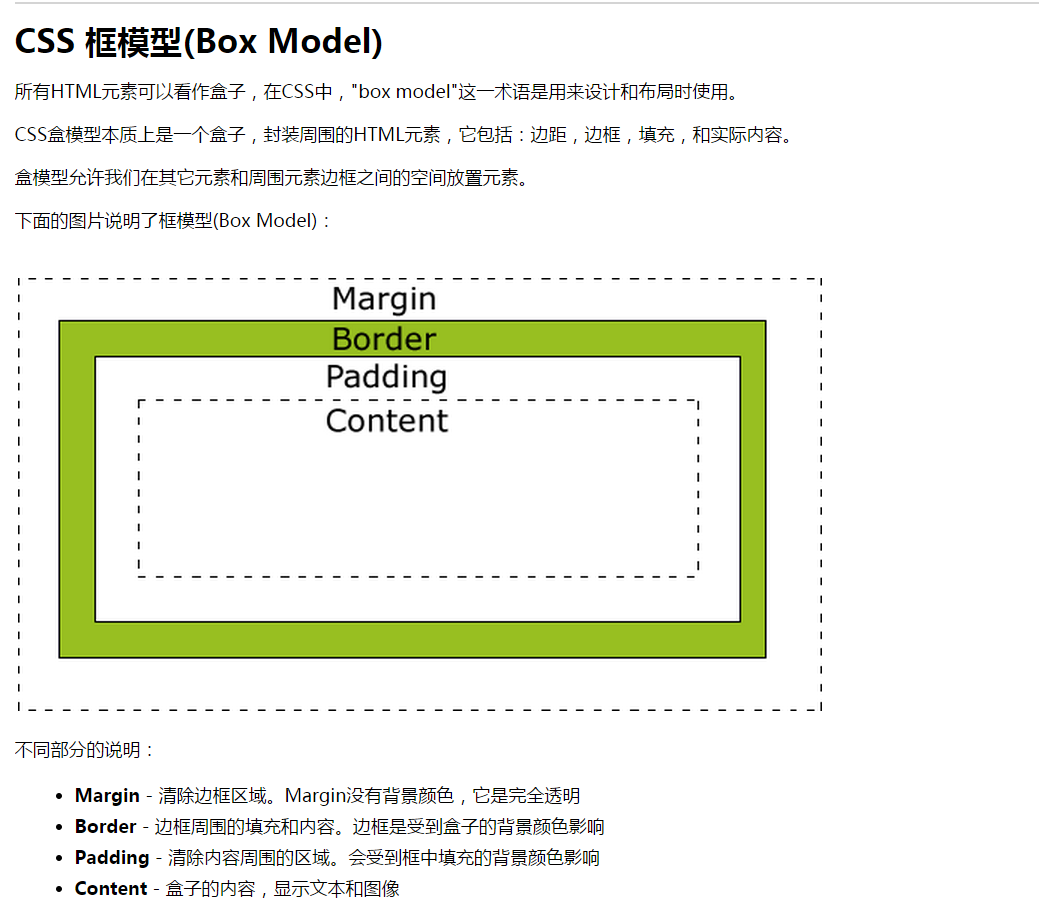 CSS 框模型(Box Model)
所有HTML元素可以看作盒子，在CSS中，"box model"这一术语是用来设计和布局时使用。
CSS盒模型本质上是一个盒子，封装周围的HTML元素，它包括：边距，边框，填充，和实际内容。
盒模型允许我们在其它元素和周围元素边框之间的空间放置元素。
下面的图片说明了框模型(Box Model)：
Margin
Border
Padding
Content
不同部分的说明：
• Margin - 清除边框区域。Margin没有背景颜色，它是完全透明
• Border - 边框周围的填充和内容。边框是受到盒子的背景颜色影响
• Padding - 清除内容周围的区域。会受到框中填充的背景颜色影响
• Content - 盒子的内容，显示文本和图像